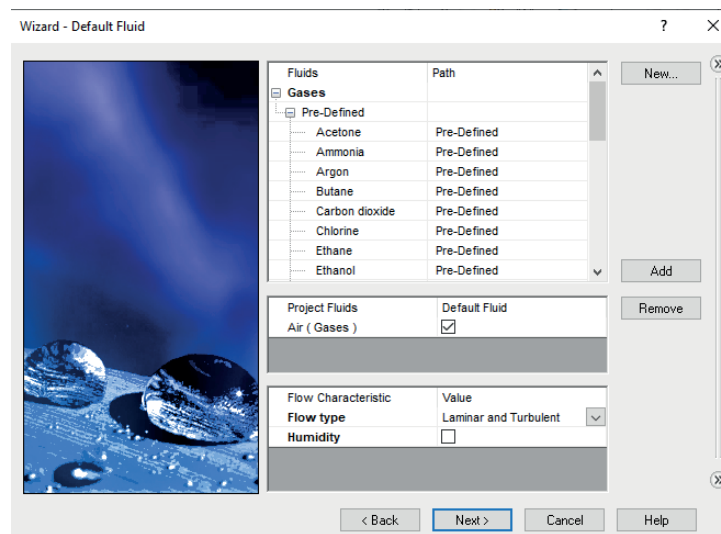 Wizard - Default Fluid ?
Fluids Path
Gases
Pre-Defined
Acetone Pre-Defined
Ammonia Pre-Defined
Argon Pre-Defined
Butane Pre-Defined
Carbon dioxide Pre-Defined
Chlorine Pre-Defined
Ethane Pre-Defined
Ethanol Pre-Defined
New...
Add
Project Fluids Default Fluid
Air ( Gases )
Remove
Flow Characteristic Value
Flow type Laminar and Turbulent
Humidity
< Back Next > Cancel Help